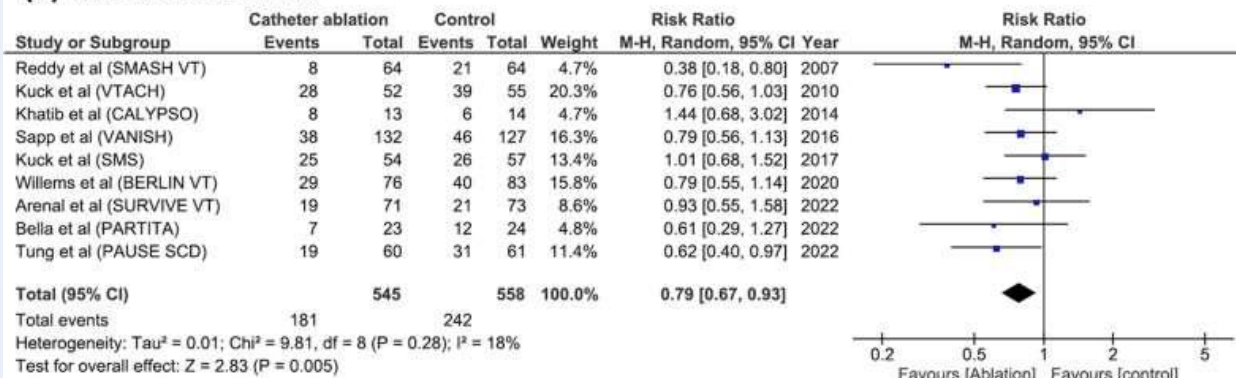 Catheter ablation Control Risk Ratio Risk Ratio
Study or Subgroup Events Total Events Total Weight M-H, Random, 95% CI Year M-H, Random, 95% CI
Reddy et al (SMASH VT) 8 64 21 64 4.7% 0.38 [0.18, 0.80] 2007
Kuck et al (VTACH) 28 52 39 55 20.3% 0.76 [0.56, 1.03] 2010
Khatib et al (CALYPSO) 8 13 6 14 4.7% 1.44 [0.68, 3.02] 2014
Sapp et al (VANISH) 38 132 46 127 16.3% 0.79 [0.56, 1.13] 2016
Kuck et al (SMS) 25 54 26 57 13.4% 1.01 [0.68, 1.52] 2017
Willems et al (BERLIN VT) 29 76 40 83 15.8% 0.79 [0.55, 1.14] 2020
Arenal et al (SURVIVE VT) 19 71 21 73 8.6% 0.93 [0.55, 1.58] 2022
Bella et al (PARTITA) 7 23 12 24 4.8% 0.61 [0.29, 1.27] 2022
Tung et al (PAUSE SCD) 19 60 31 61 11.4% 0.62 [0.40, 0.97] 2022
Total (95% CI) 545 558 100.0% 0.79 [0.67, 0.93]
Total events 181 242
Heterogeneity: Tau² = 0.01; Chi² = 9.81, df = 8 (P = 0.28); I² = 18%
Test for overall effect: Z = 2.83 (P = 0.005)
0.2 0.5 1 2 5
Favours [Ablation] Favours [control]